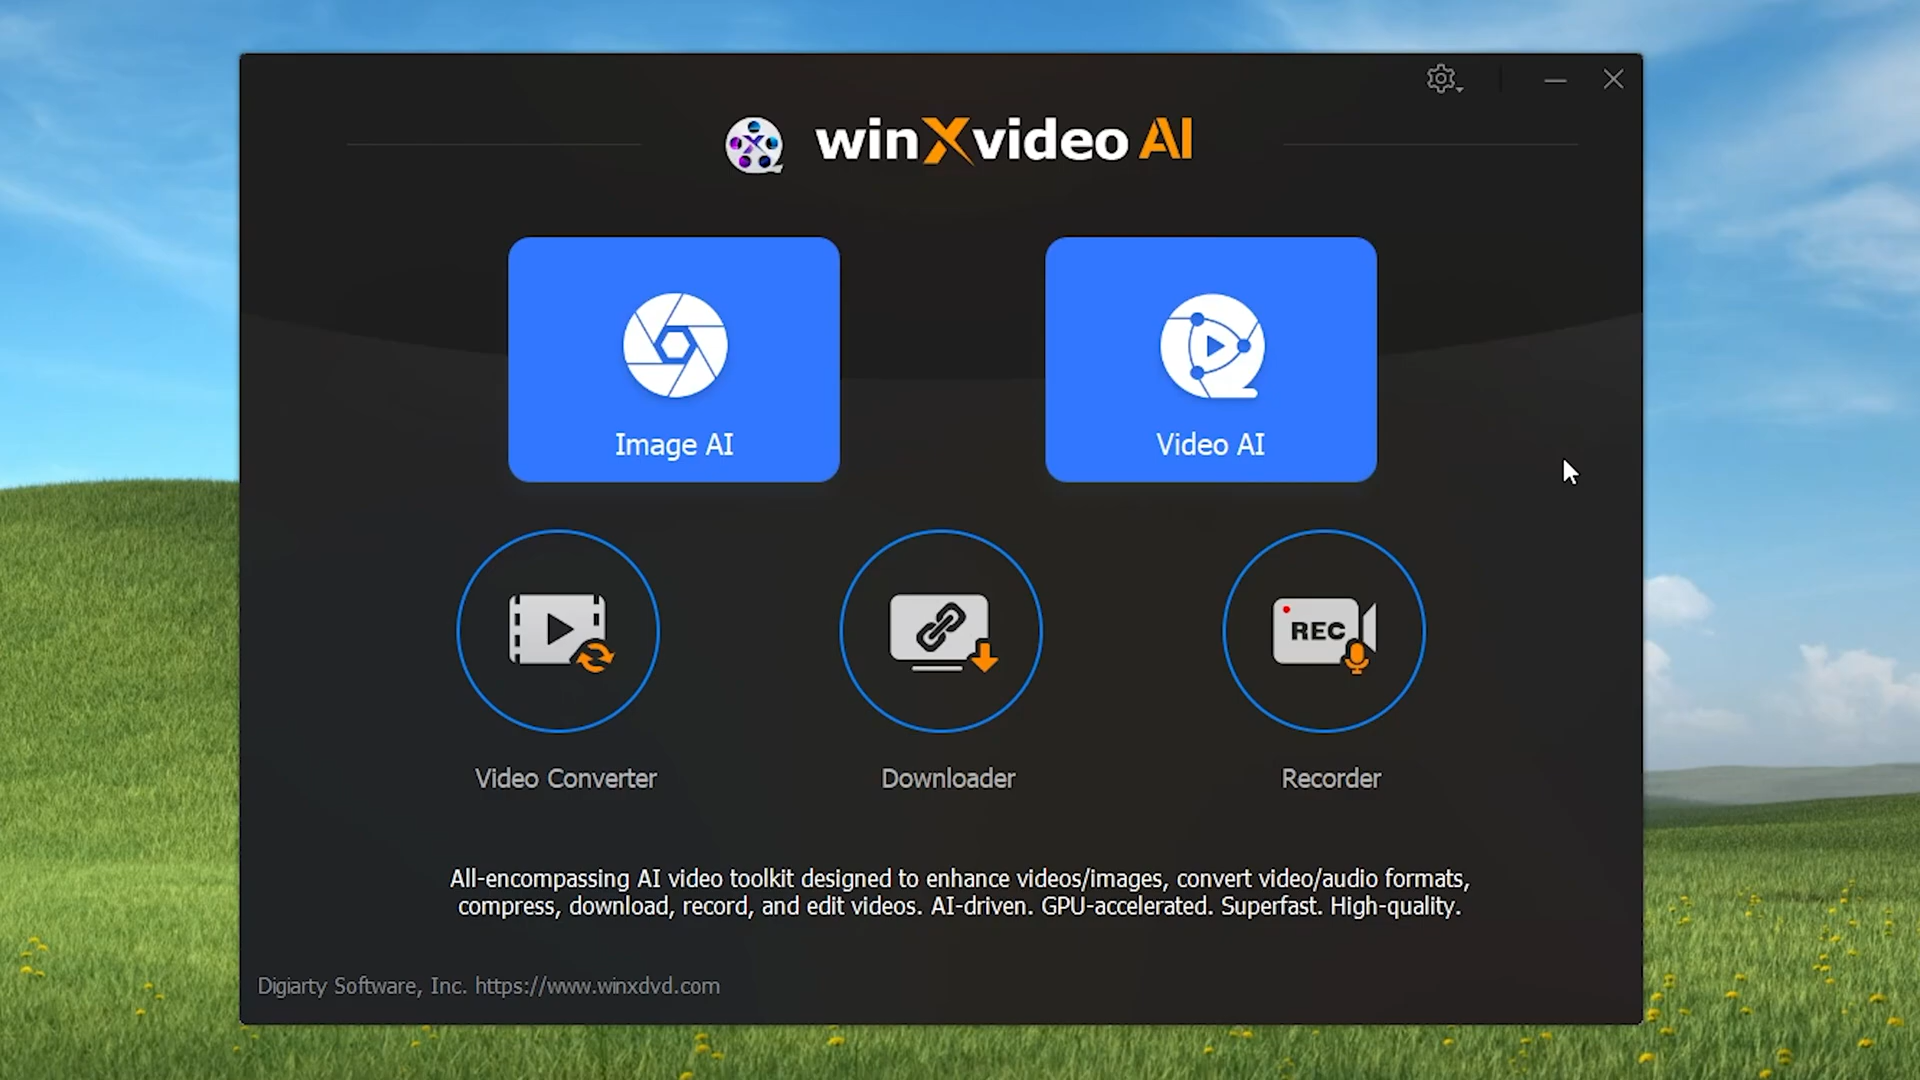 winXvideo AI
Image AI
Video AI
REC
Video Converter
Downloader
Recorder
All-encompassing AI video toolkit designed to enhance videos/images, convert video/audio formats,
compress, download, record, and edit videos. AI-driven. GPU-accelerated. Superfast. High-quality.
Digiarty Software, Inc. https://www.winxdvd.com